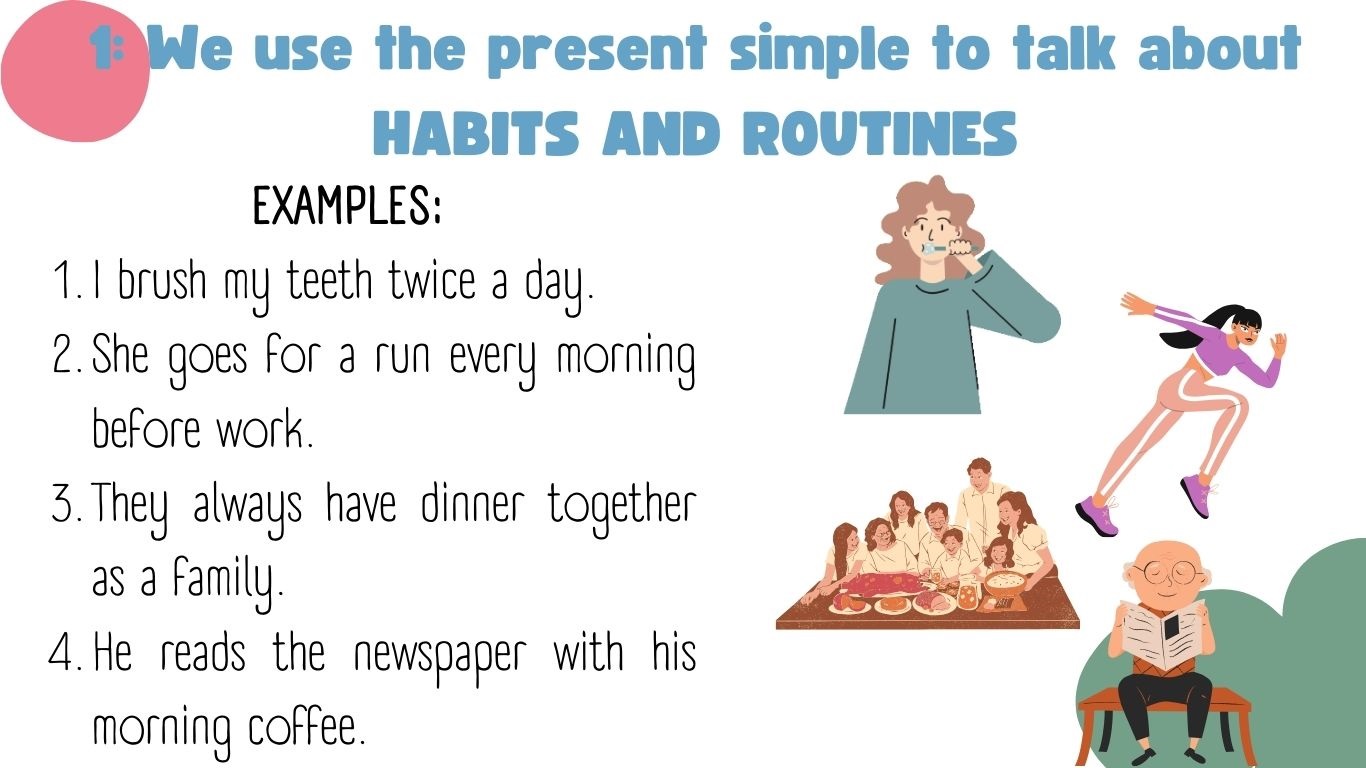 1: We use the present simple to talk about
HABITS AND ROUTINES
EXAMPLES:
1. I brush my teeth twice a day.
2. She goes for a run every morning
before work.
3. They always have dinner together
as a family.
4. He reads the newspaper with his
morning coffee.